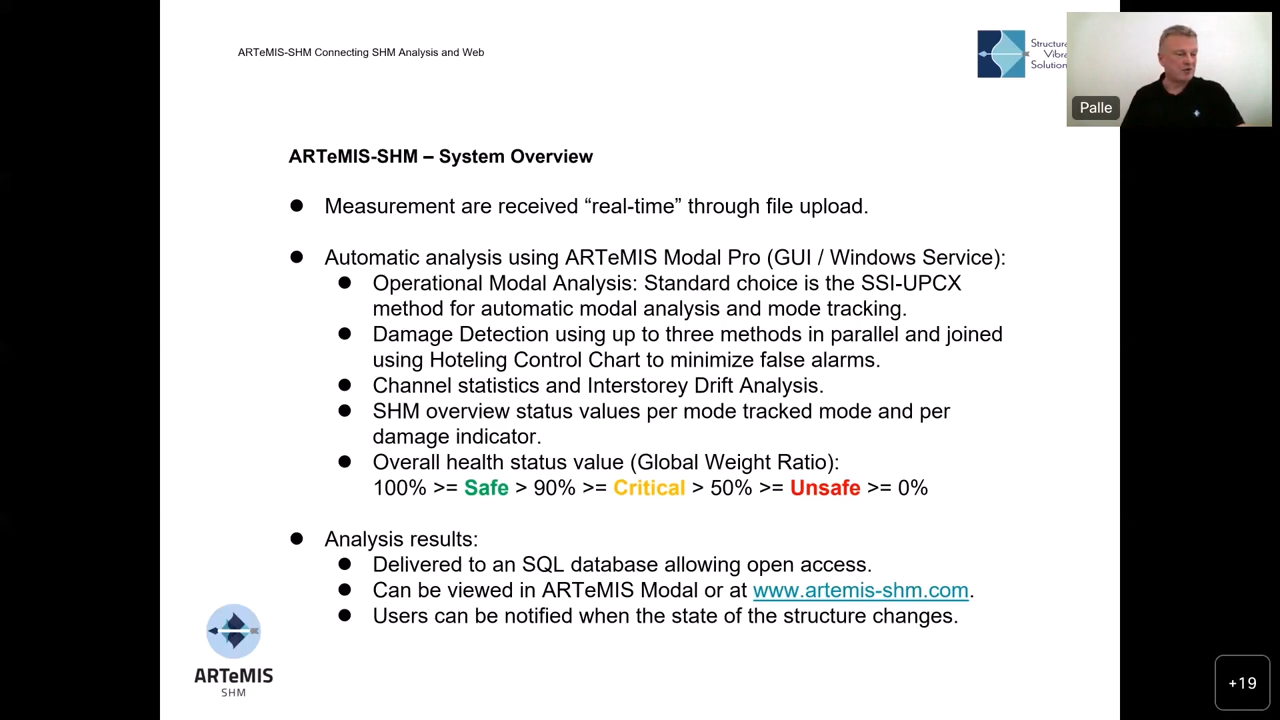 ARTeMIS-SHM Connecting SHM Analysis and Web
Structura
Vibra
Solution
Palle
ARTeMIS-SHM – System Overview
● Measurement are received “real-time” through file upload.
● Automatic analysis using ARTeMIS Modal Pro (GUI / Windows Service):
● Operational Modal Analysis: Standard choice is the SSI-UPCX
method for automatic modal analysis and mode tracking.
● Damage Detection using up to three methods in parallel and joined
using Hoteling Control Chart to minimize false alarms.
● Channel statistics and Interstorey Drift Analysis.
● SHM overview status values per mode tracked mode and per
damage indicator.
● Overall health status value (Global Weight Ratio):
100% >= Safe > 90% >= Critical > 50% >= Unsafe >= 0%
● Analysis results:
● Delivered to an SQL database allowing open access.
● Can be viewed in ARTeMIS Modal or at www.artemis-shm.com.
● Users can be notified when the state of the structure changes.
ARTeMIS
SHM
+19